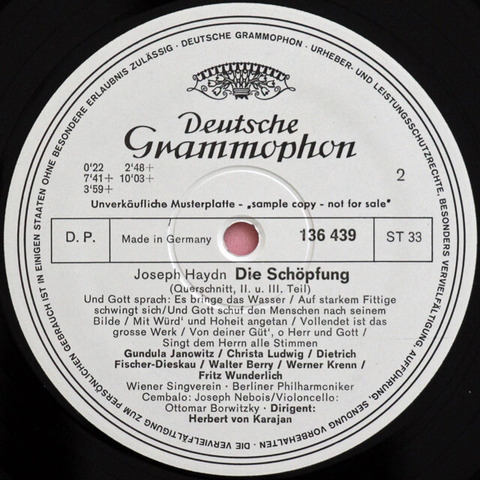 DEUTSCHE GRAMMOPHON · URHEBER- UND LEISTUNGSSCHUTZRECHTE, BESONDERS VERVIELFÄLTIGUNG, AUFFÜHRUNG, SENDUNG VORBEHALTEN · DIE VERVIELFÄLTIGUNG ZUM PERSÖNLICHEN GEBRAUCH IST IN EINIGEN STAATEN OHNE BESONDERE ERLAUBNIS ZULÄSSIG ·
Deutsche
Grammophon
0'22 2'48+
7'41+ 10'03+
3'59+
2
Unverkäufliche Musterplatte - „sample copy - not for sale"
D. P. Made in Germany 136 439 ST 33
Joseph Haydn Die Schöpfung
(Querschnitt, II. u. III. Teil)
Und Gott sprach: Es bringe das Wasser / Auf starkem Fittige
schwingt sich/ Und Gott schuf den Menschen nach seinem
Bilde / Mit Würd' und Hoheit angetan / Vollendet ist das
grosse Werk / Von deiner Güt', o Herr und Gott /
Singt dem Herrn alle Stimmen
Gundula Janowitz / Christa Ludwig / Dietrich
Fischer-Dieskau / Walter Berry / Werner Krenn /
Fritz Wunderlich
Wiener Singverein · Berliner Philharmoniker
Cembalo: Joseph Nebois/Violoncello:
Ottomar Borwitzky · Dirigent:
Herbert von Karajan